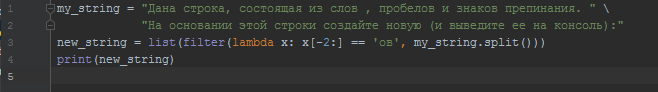 1 my_string = "Дана строка, состоящая из слов , пробелов и знаков препинания. " \
2 "На основании этой строки создайте новую (и выведите ее на консоль):"
3 new_string = list(filter(lambda x: x[-2:] == 'ов', my_string.split()))
4 print(new_string)
5